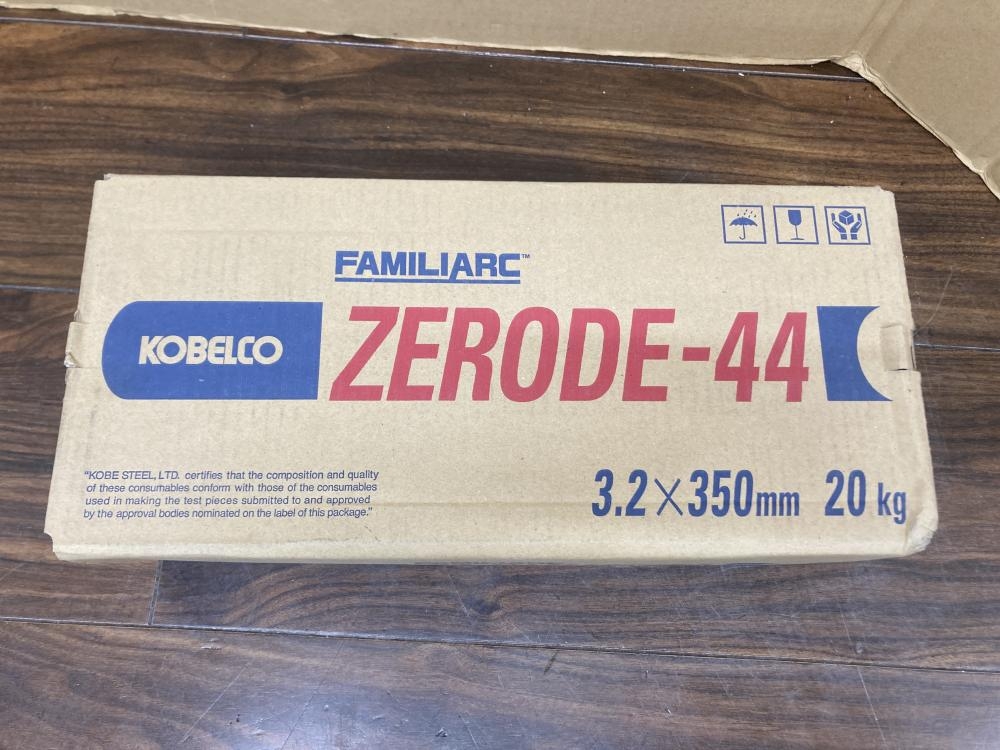 FAMILIARC™
KOBELCO
ZERODE-44
"KOBE STEEL, LTD. certifies that the composition and quality
of these consumables conform with those of the consumables
used in making the test pieces submitted to and approved
by the approval bodies nominated on the label of this package."
3.2×350mm 20 kg